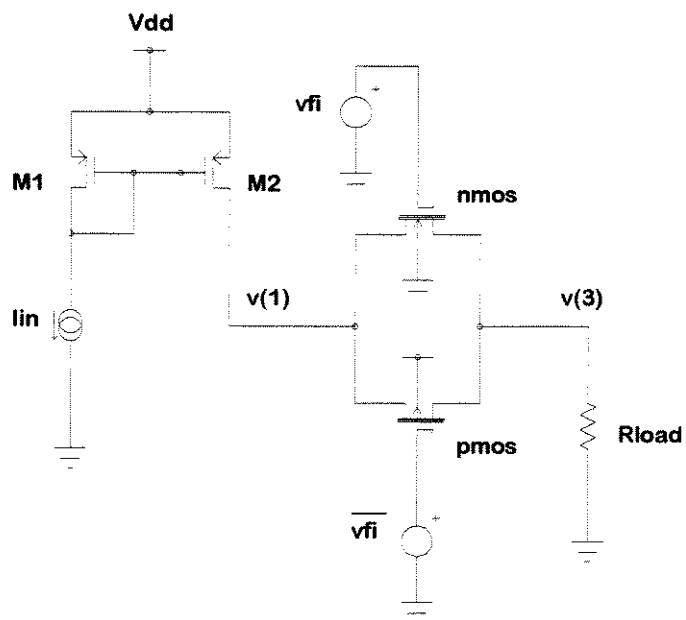 Vdd
vfi
M1
M2
nmos
v(1)
v(3)
Iin
Rload
pmos
vfi